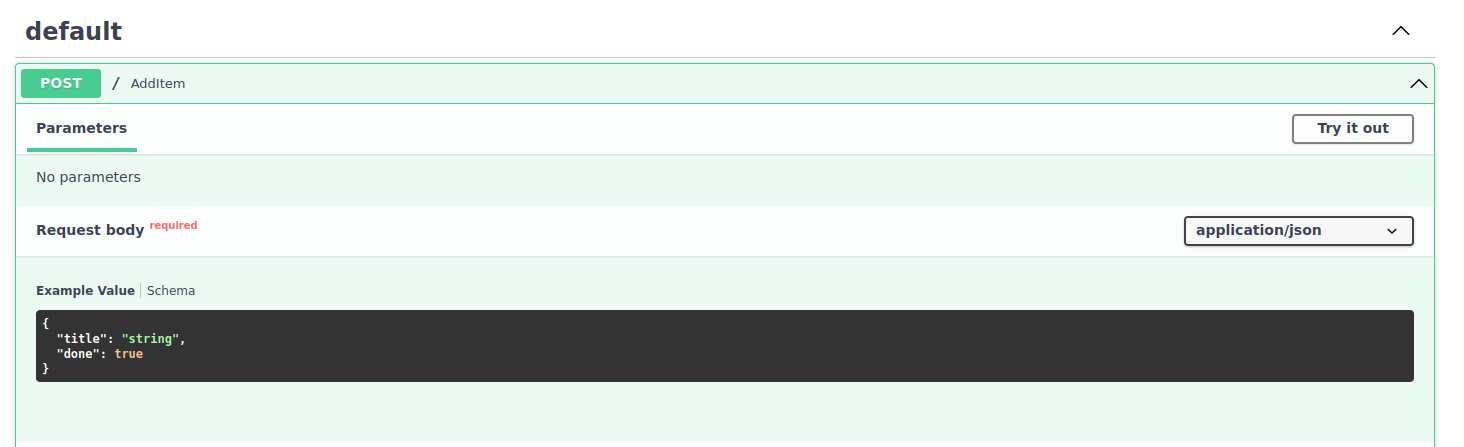 default
POST / AddItem
Parameters Try it out
No parameters
Request body required application/json
Example Value Schema
{
  "title": "string",
  "done": true
}